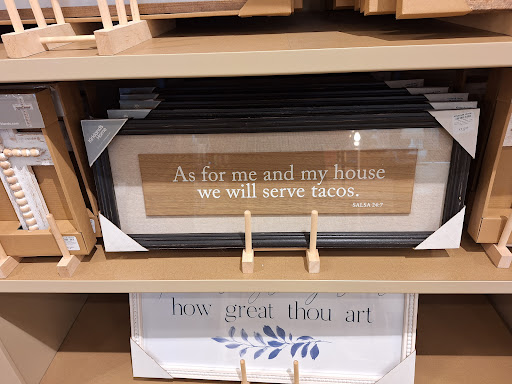 As for me and my house
we will serve tacos.
SALSA 24:7
how great thou art